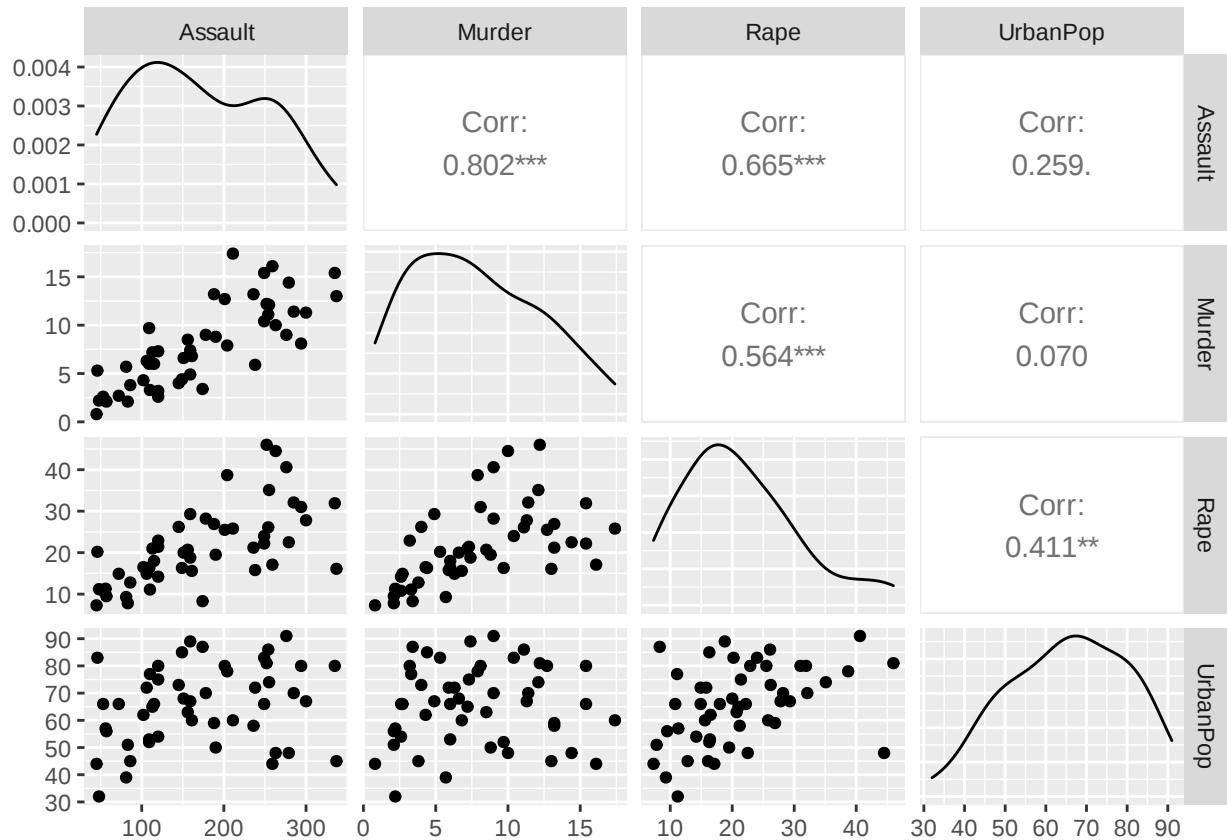 Assault Murder Rape UrbanPop
0.004
0.003
0.002
0.001
0.000
Corr:
0.802***
Corr:
0.665***
Corr:
0.259.
Assault
15
10
5
0
Corr:
0.564***
Corr:
0.070
Murder
40
30
20
10
Corr:
0.411**
Rape
90
80
70
60
50
40
30
UrbanPop
100 200 300 0 5 10 15 10 20 30 40 30 40 50 60 70 80 90